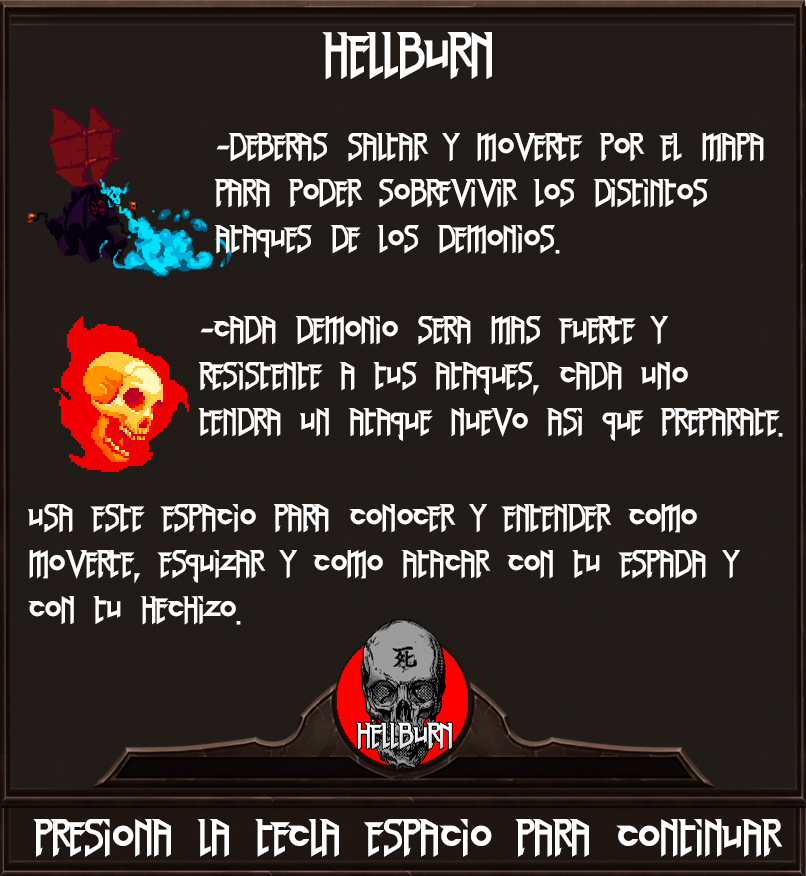 HELLBURN
-DEBERAS SALTAR Y MOVERTE POR EL MAPA
PARA PODER SOBREVIVIR LOS DISTINTOS
ATAQUES DE LOS DEMONIOS.
-CADA DEMONIO SERA MAS FUERTE Y
RESISTENTE A TUS ATAQUES, CADA UNO
TENDRA UN ATAQUE NUEVO ASI QUE PREPARATE.
USA ESTE ESPACIO PARA CONOCER Y ENTENDER COMO
MOVERTE, ESQUIZAR Y COMO ATACAR CON TU ESPADA Y
CON TU HECHIZO.
死
HELLBURN
PRESIONA LA TECLA ESPACIO PARA CONTINUAR